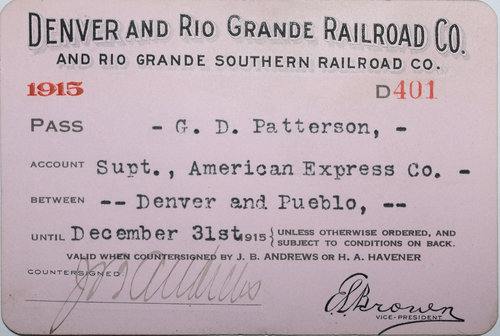 DENVER AND RIO GRANDE RAILROAD CO.
AND RIO GRANDE SOUTHERN RAILROAD CO.
1915 D401
PASS - G. D. Patterson, -
ACCOUNT Supt., American Express Co. -
BETWEEN -- Denver and Pueblo, --
UNTIL December 31st 1915 { UNLESS OTHERWISE ORDERED, AND
SUBJECT TO CONDITIONS ON BACK.
VALID WHEN COUNTERSIGNED BY J. B. ANDREWS OR H. A. HAVENER
COUNTERSIGNED
J B Andrews
E L Brown
VICE-PRESIDENT.